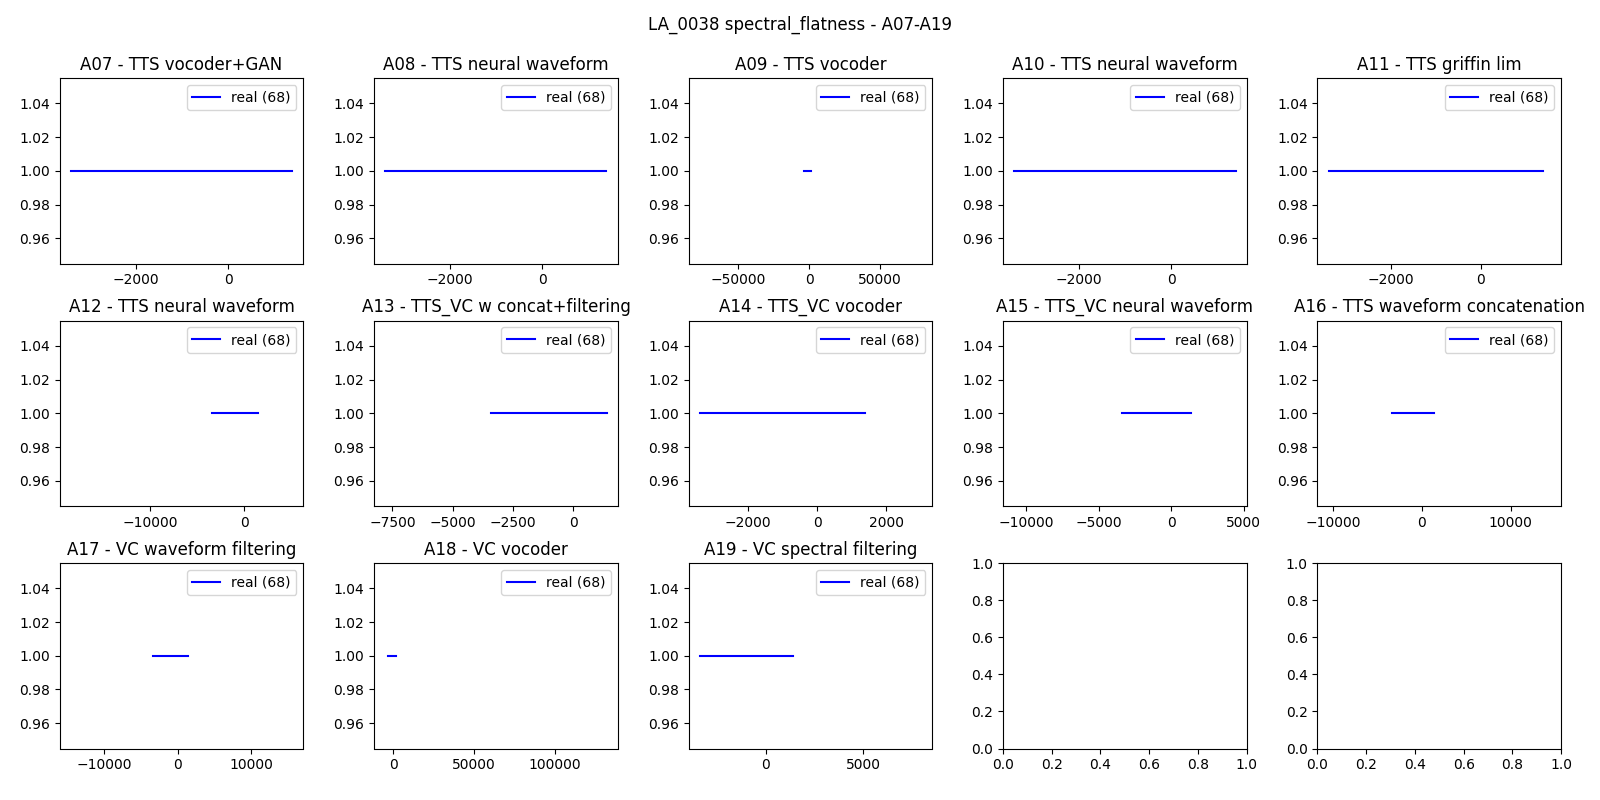 LA_0038 spectral_flatness - A07-A19
A07 - TTS vocoder+GAN
A08 - TTS neural waveform
A09 - TTS vocoder
A10 - TTS neural waveform
A11 - TTS griffin lim
real (68)
real (68)
real (68)
real (68)
real (68)
1.04 1.04 1.04 1.04 1.04
1.02 1.02 1.02 1.02 1.02
1.00 1.00 1.00 1.00 1.00
0.98 0.98 0.98 0.98 0.98
0.96 0.96 0.96 0.96 0.96
−2000 0
−2000 0
−50000 0 50000
−2000 0
−2000 0
A12 - TTS neural waveform
A13 - TTS_VC w concat+filtering
A14 - TTS_VC vocoder
A15 - TTS_VC neural waveform
A16 - TTS waveform concatenation
real (68)
real (68)
real (68)
real (68)
real (68)
1.04 1.04 1.04 1.04 1.04
1.02 1.02 1.02 1.02 1.02
1.00 1.00 1.00 1.00 1.00
0.98 0.98 0.98 0.98 0.98
0.96 0.96 0.96 0.96 0.96
−10000 0
−7500 −5000 −2500 0
−2000 0 2000
−10000 −5000 0 5000
−10000 0 10000
A17 - VC waveform filtering
A18 - VC vocoder
A19 - VC spectral filtering
real (68)
real (68)
real (68)
1.04 1.04 1.04
1.02 1.02 1.02
1.00 1.00 1.00
0.98 0.98 0.98
0.96 0.96 0.96
1.0 1.0
0.8 0.8
0.6 0.6
0.4 0.4
0.2 0.2
0.0 0.0
−10000 0 10000
0 50000 100000
0 5000
0.0 0.2 0.4 0.6 0.8 1.0
0.0 0.2 0.4 0.6 0.8 1.0